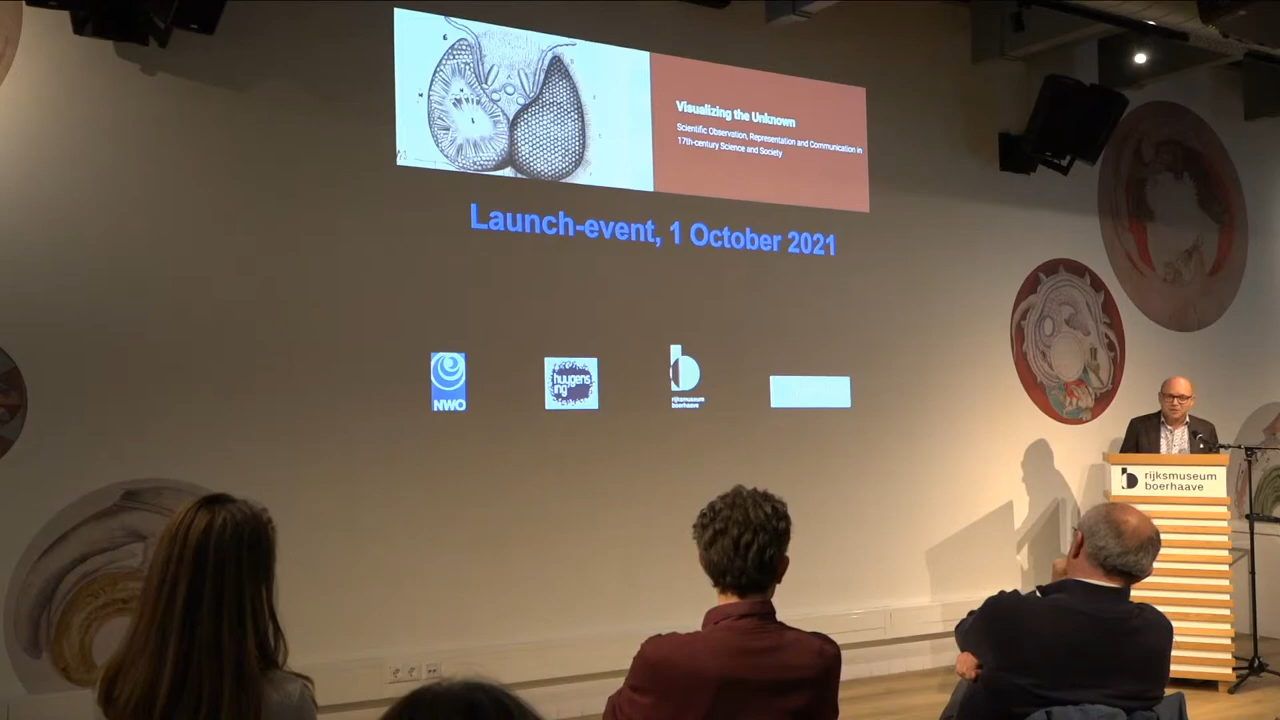 Visualizing the Unknown
Scientific Observation, Representation and Communication in
17th-century Science and Society
Launch-event, 1 October 2021
NWO
huygens
ing
rijksmuseum
boerhaave
rijksmuseum
boerhaave